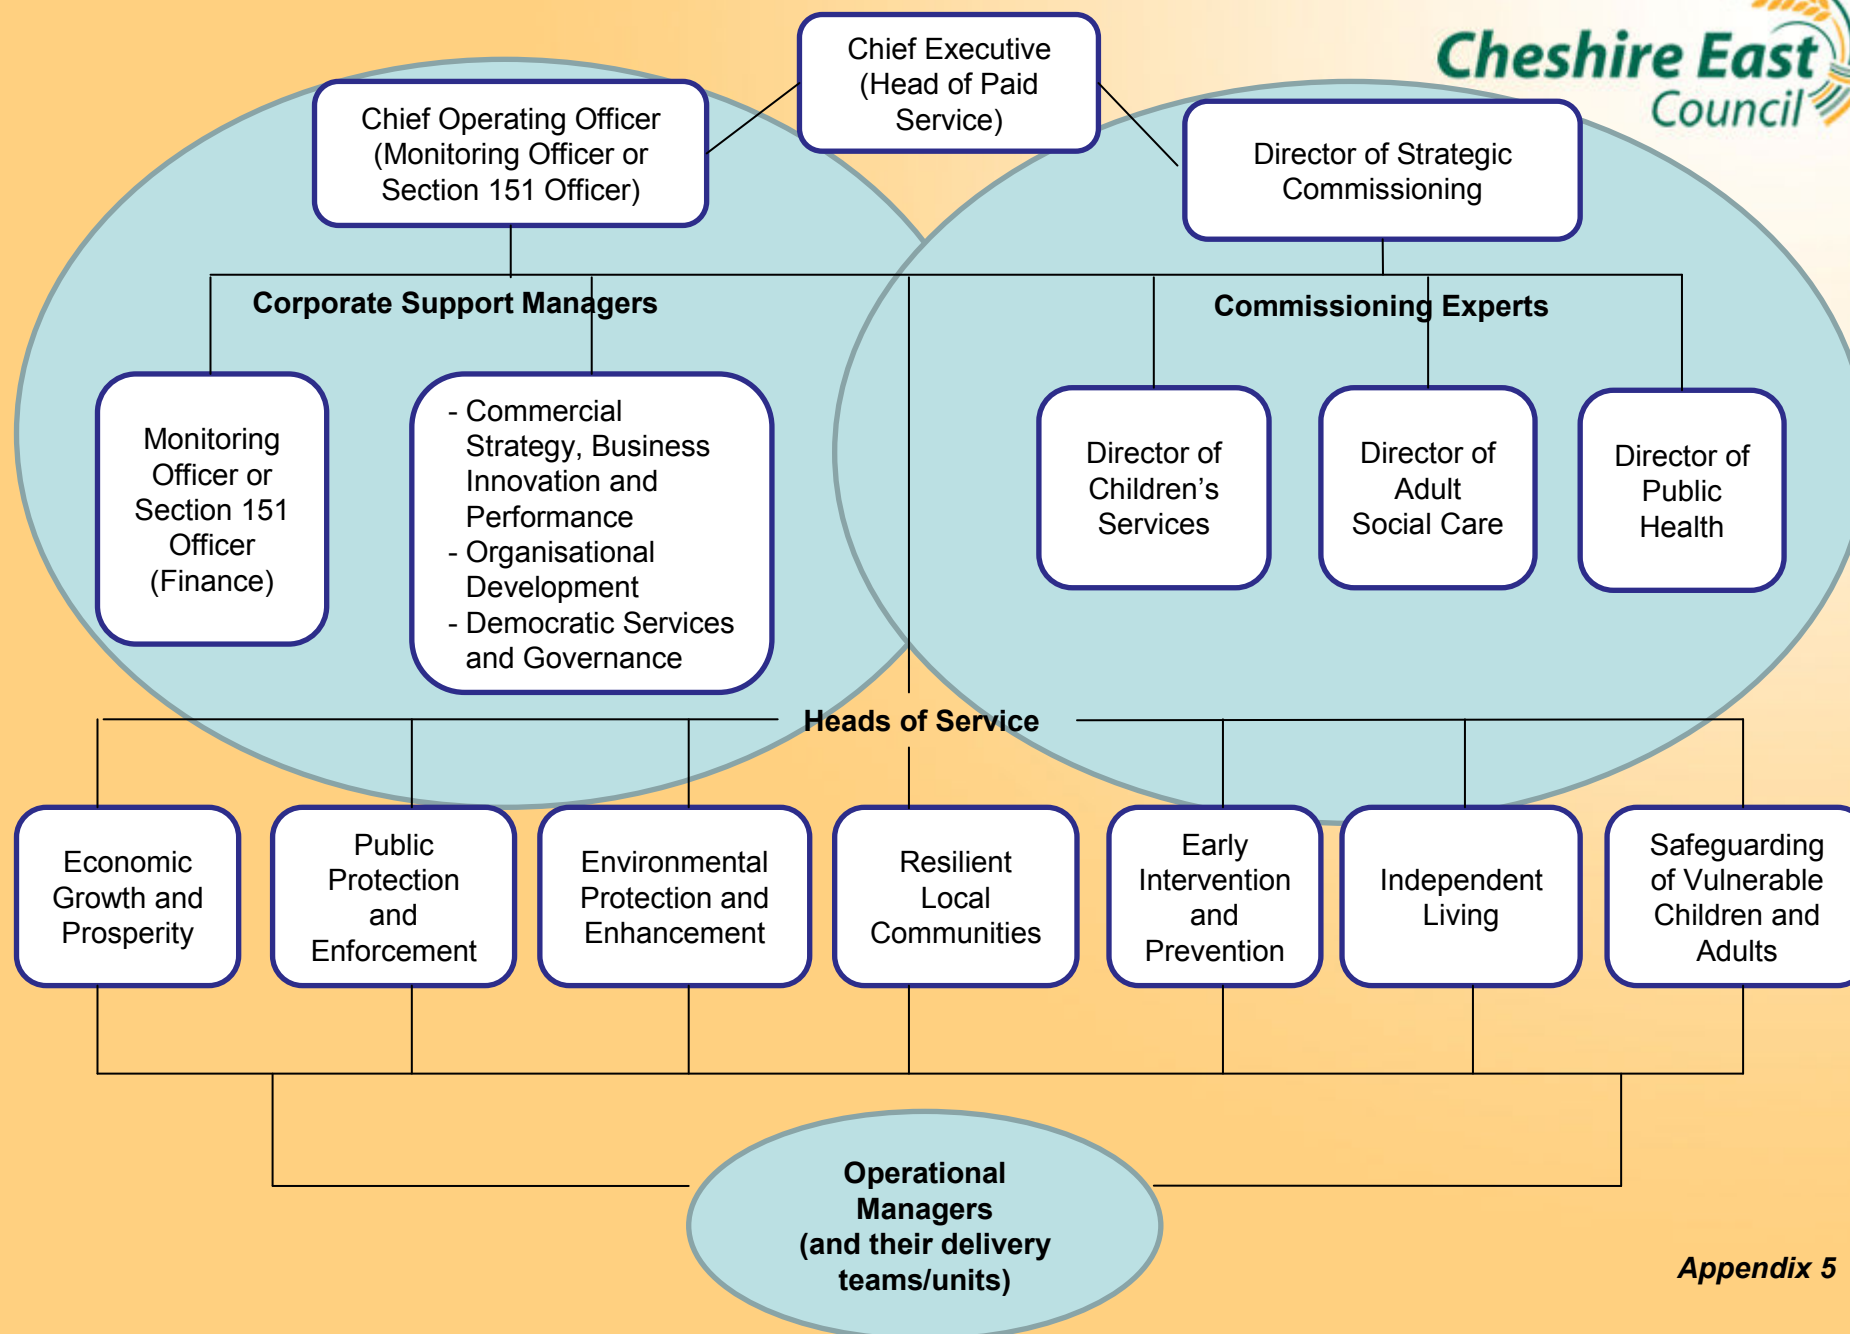 Cheshire East
Council
Chief Executive
(Head of Paid
Service)
Chief Operating Officer
(Monitoring Officer or
Section 151 Officer)
Director of Strategic
Commissioning
Corporate Support Managers
Commissioning Experts
Monitoring
Officer or
Section 151
Officer
(Finance)
- Commercial
Strategy, Business
Innovation and
Performance
- Organisational
Development
- Democratic Services
and Governance
Director of
Children’s
Services
Director of
Adult
Social Care
Director of
Public
Health
Heads of Service
Economic
Growth and
Prosperity
Public
Protection
and
Enforcement
Environmental
Protection and
Enhancement
Resilient
Local
Communities
Early
Intervention
and
Prevention
Independent
Living
Safeguarding
of Vulnerable
Children and
Adults
Operational
Managers
(and their delivery
teams/units)
Appendix 5